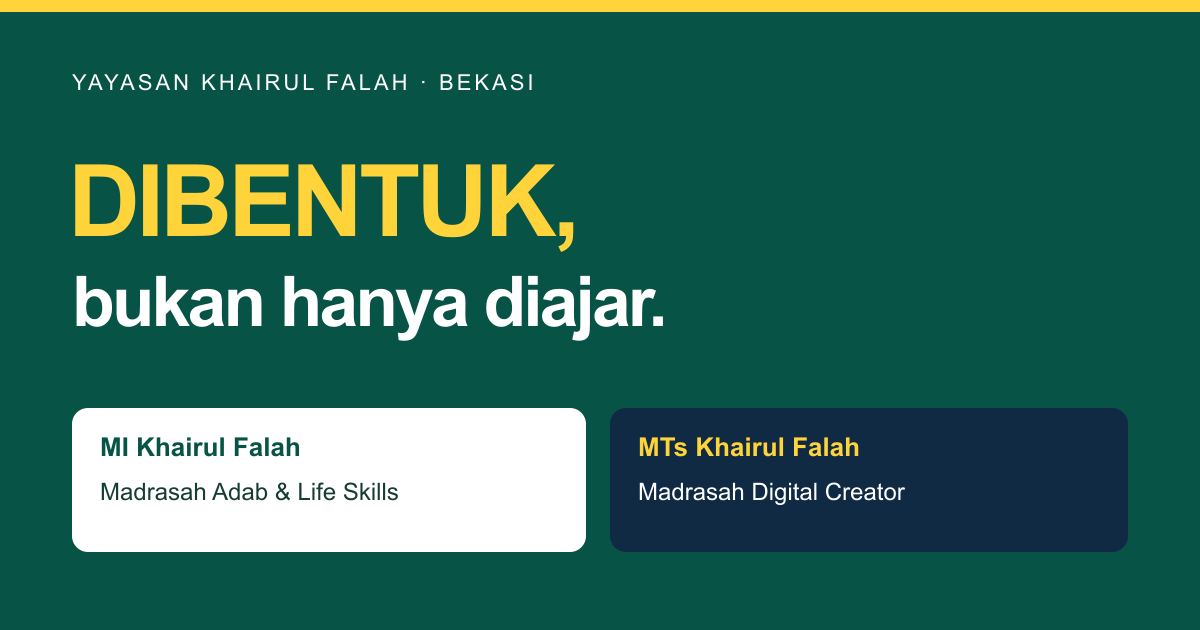 YAYASAN KHAIRUL FALAH · BEKASI
DIBENTUK,
bukan hanya diajar.
MI Khairul Falah
Madrasah Adab & Life Skills
MTs Khairul Falah
Madrasah Digital Creator